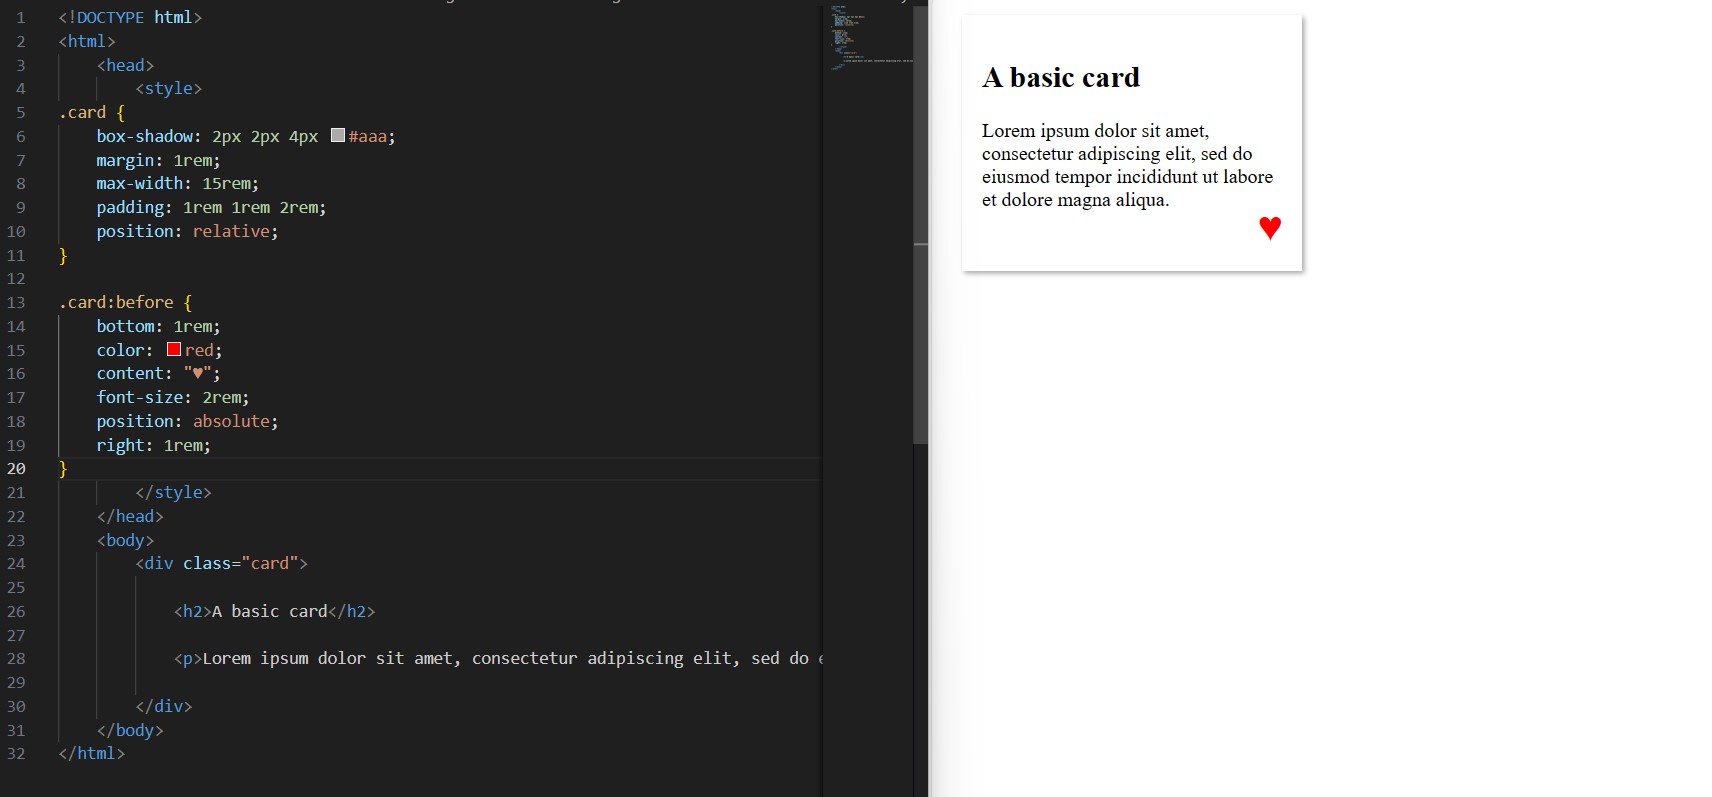 1 <!DOCTYPE html>
2 <html>
3 <head>
4 <style>
5 .card {
6 box-shadow: 2px 2px 4px #aaa;
7 margin: 1rem;
8 max-width: 15rem;
9 padding: 1rem 1rem 2rem;
10 position: relative;
11 }
12
13 .card:before {
14 bottom: 1rem;
15 color: red;
16 content: "♥";
17 font-size: 2rem;
18 position: absolute;
19 right: 1rem;
20 }
21 </style>
22 </head>
23 <body>
24 <div class="card">
25
26 <h2>A basic card</h2>
27
28 <p>Lorem ipsum dolor sit amet, consectetur adipiscing elit, sed do
29
30 </div>
31 </body>
32 </html>
A basic card
Lorem ipsum dolor sit amet,
consectetur adipiscing elit, sed do
eiusmod tempor incididunt ut labore
et dolore magna aliqua.
♥